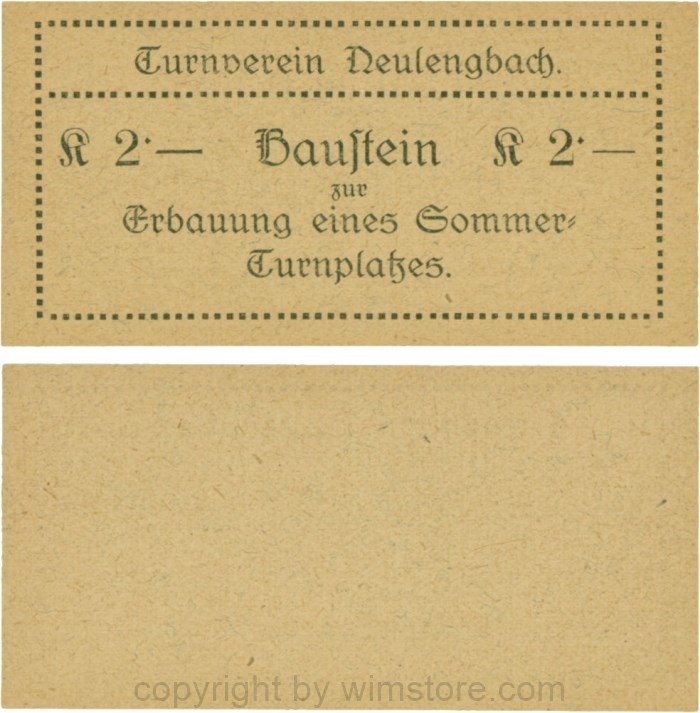 Turnverein Neulengbach.
K 2·— Bauſtein K 2·—
zur
Erbauung eines Sommer-
Turnplatzes.
copyright by wimstore.com